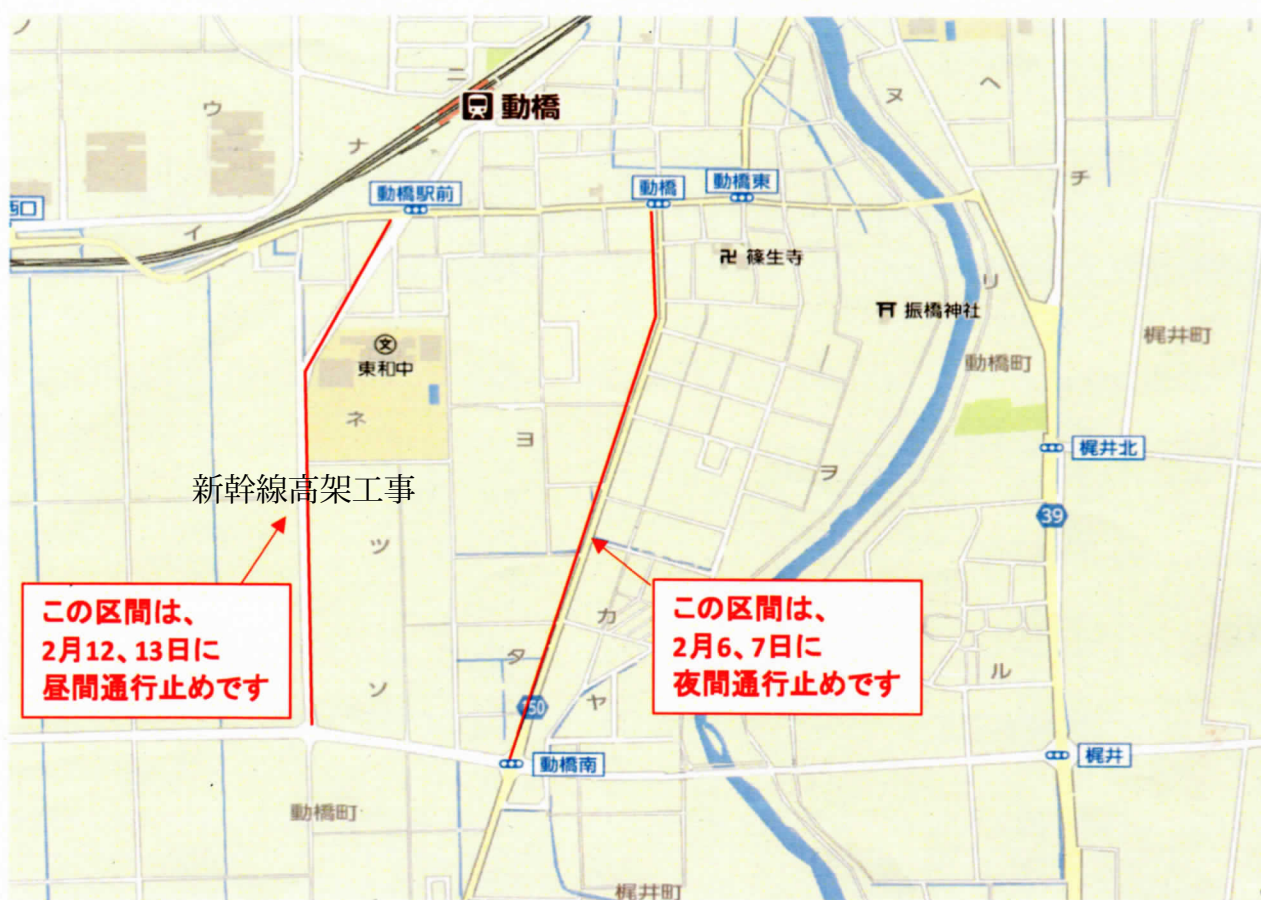 ニ
ウ
ヌ
ヘ
動橋
ナ
チ
動橋駅前
動橋
動橋東
西口
イ
篠生寺
リ
振橋神社
梶井町
文
東和中
動橋町
ネ
ヨ
梶井北
ヲ
新幹線高架工事
39
ツ
この区間は、
2月12、13日に
昼間通行止めです
この区間は、
2月6、7日に
夜間通行止めです
カ
タ
ル
ソ
ヤ
150
動橋南
梶井
動橋町
梶井町